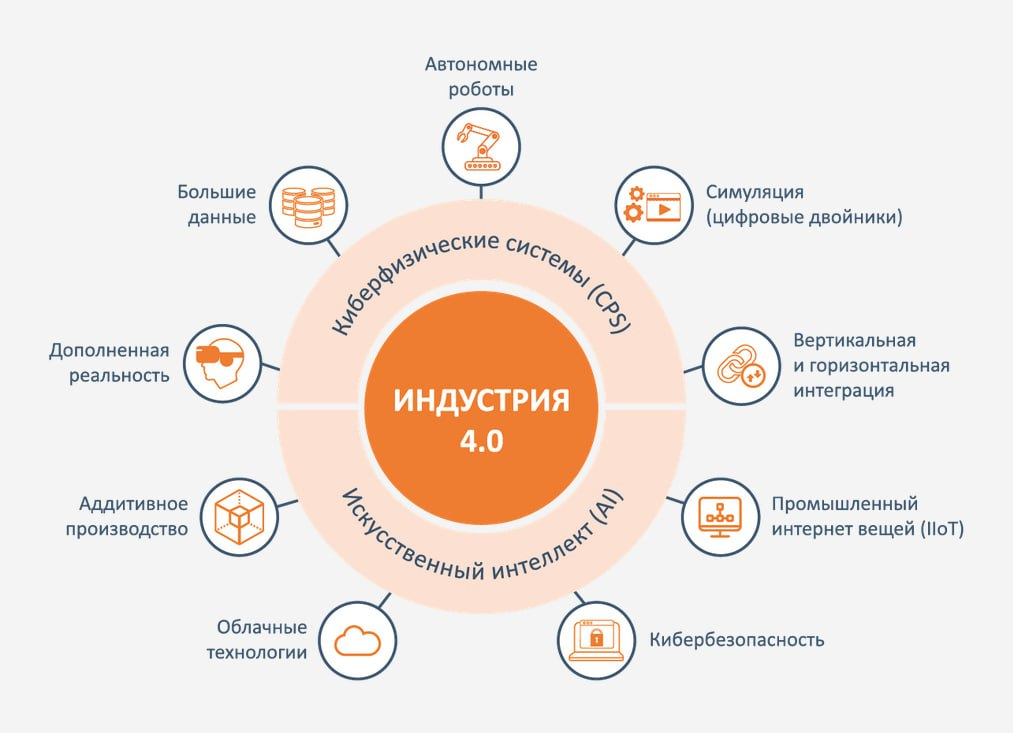 Автономные
роботы
Большие
данные
Симуляция
(цифровые двойники)
Киберфизические системы (CPS)
Дополненная
реальность
Вертикальная
и горизонтальная
интеграция
ИНДУСТРИЯ
4.0
Аддитивное
производство
Промышленный
интернет вещей (IIoT)
Искусственный интеллект (AI)
Облачные
технологии
Кибербезопасность